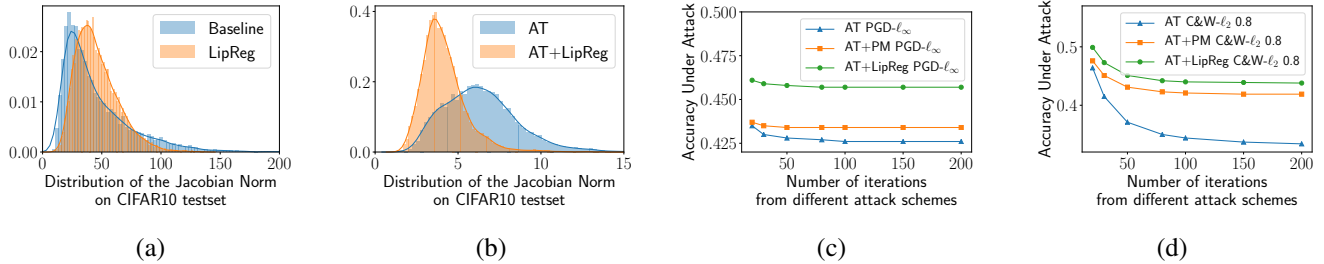 Baseline
LipReg
0.02
0.01
0.00
0
50
100
150
200
Distribution of the Jacobian Norm
on CIFAR10 testset
(a)
AT
AT+LipReg
0.4
0.2
0.0
0
5
10
15
Distribution of the Jacobian Norm
on CIFAR10 testset
(b)
Accuracy Under Attack
0.500
0.475
0.450
0.425
AT PGD-ℓ∞
AT+PM PGD-ℓ∞
AT+LipReg PGD-ℓ∞
50
100
150
200
Number of iterations
from different attack schemes
(c)
Accuracy Under Attack
0.5
0.4
AT C&W-ℓ2 0.8
AT+PM C&W-ℓ2 0.8
AT+LipReg C&W-ℓ2 0.8
50
100
150
200
Number of iterations
from different attack schemes
(d)